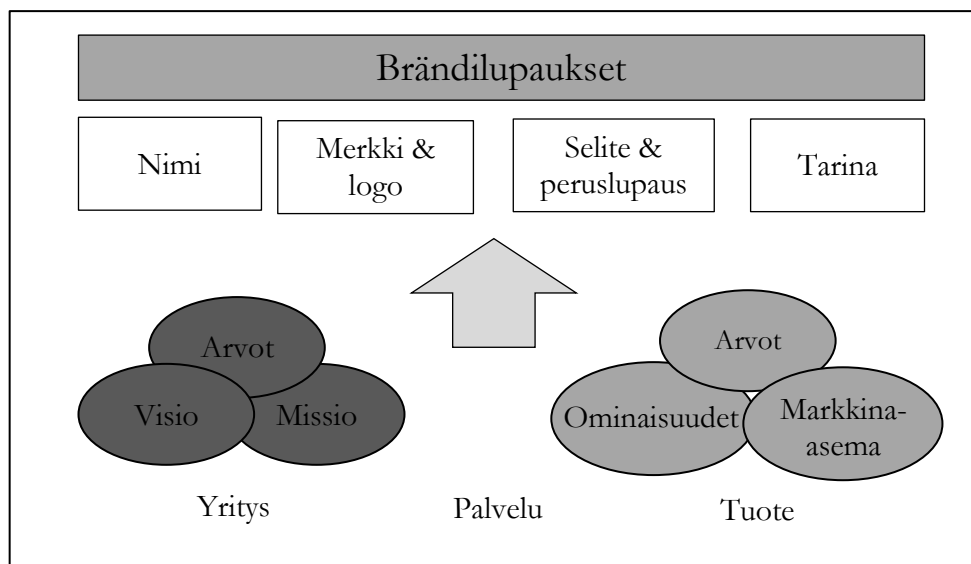 Brändilupaukset
Nimi
Merkki &
logo
Selite &
peruslupaus
Tarina
Arvot
Visio
Missio
Arvot
Ominaisuudet
Markkina-
asema
Yritys
Palvelu
Tuote